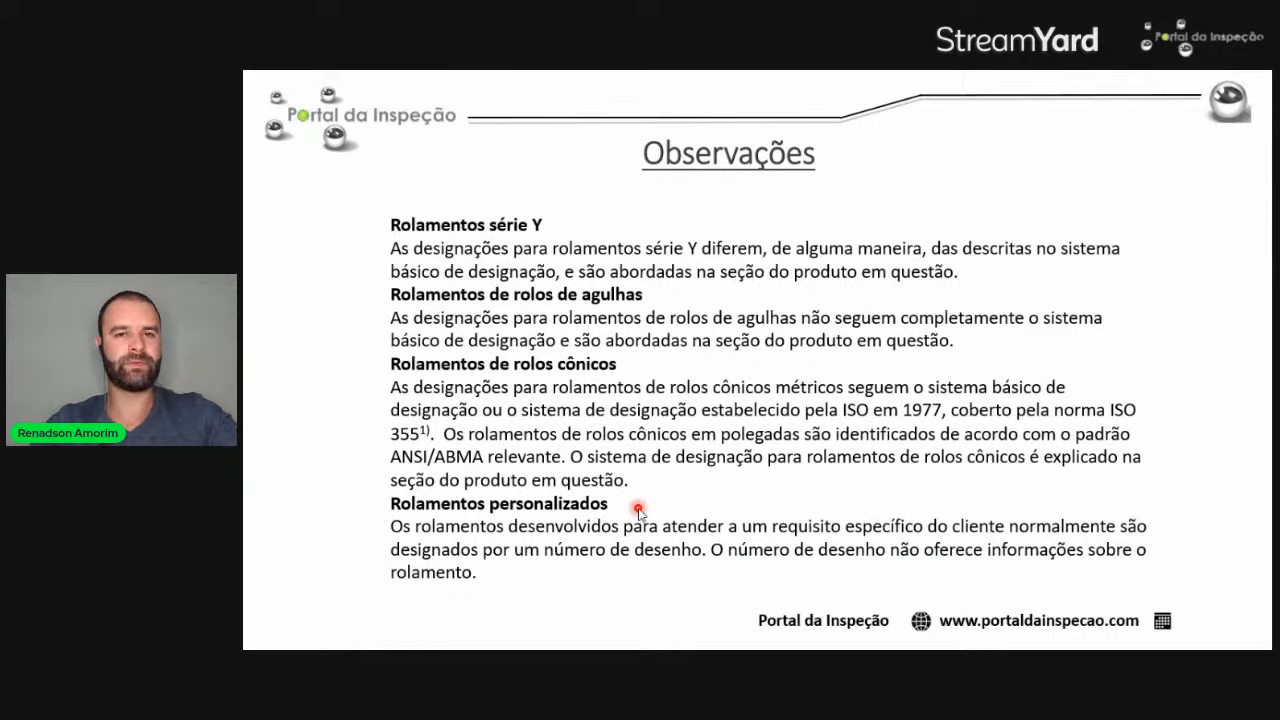 StreamYard
Portal da Inspeção
Portal da Inspeção
Observações
Rolamentos série Y
As designações para rolamentos série Y diferem, de alguma maneira, das descritas no sistema
básico de designação, e são abordadas na seção do produto em questão.
Rolamentos de rolos de agulhas
As designações para rolamentos de rolos de agulhas não seguem completamente o sistema
básico de designação e são abordadas na seção do produto em questão.
Rolamentos de rolos cônicos
As designações para rolamentos de rolos cônicos métricos seguem o sistema básico de
designação ou o sistema de designação estabelecido pela ISO em 1977, coberto pela norma ISO
355¹⁾. Os rolamentos de rolos cônicos em polegadas são identificados de acordo com o padrão
ANSI/ABMA relevante. O sistema de designação para rolamentos de rolos cônicos é explicado na
seção do produto em questão.
Rolamentos personalizados
Os rolamentos desenvolvidos para atender a um requisito específico do cliente normalmente são
designados por um número de desenho. O número de desenho não oferece informações sobre o
rolamento.
Renadson Amorim
Portal da Inspeção www.portaldainspecao.com